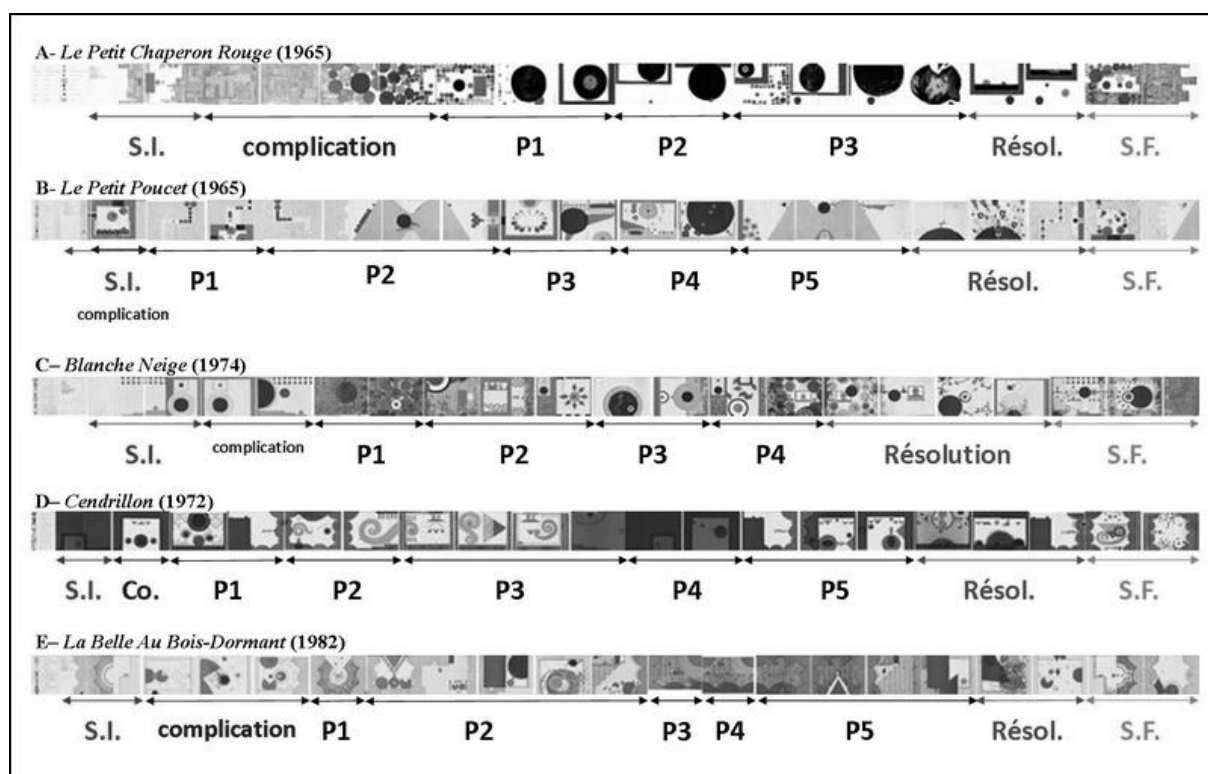 A- Le Petit Chaperon Rouge (1965)
S.I. complication P1 P2 P3 Résol. S.F.
B- Le Petit Poucet (1965)
S.I. P1 P2 P3 P4 P5 Résol. S.F.
complication
C– Blanche Neige (1974)
S.I. complication P1 P2 P3 P4 Résolution S.F.
D– Cendrillon (1972)
S.I. Co. P1 P2 P3 P4 P5 Résol. S.F.
E– La Belle Au Bois-Dormant (1982)
S.I. complication P1 P2 P3 P4 P5 Résol. S.F.